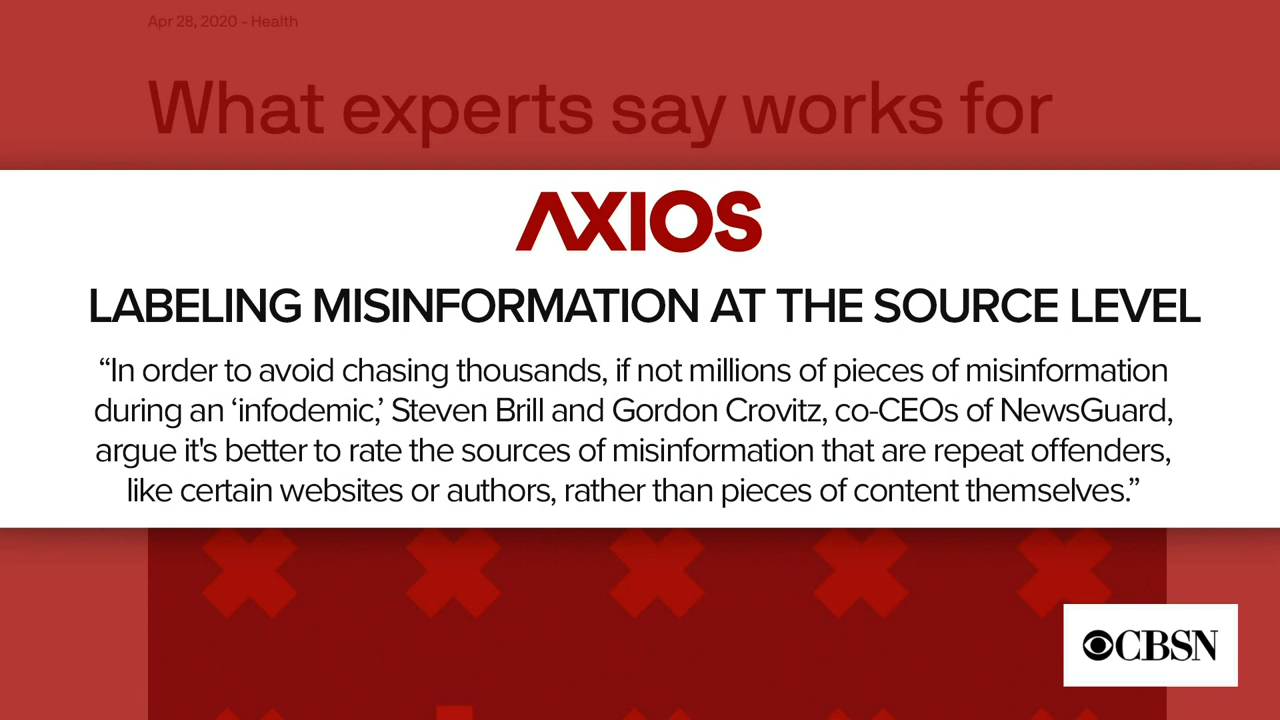 Apr 28, 2020 - Health
What experts say works for
AXIOS
LABELING MISINFORMATION AT THE SOURCE LEVEL
“In order to avoid chasing thousands, if not millions of pieces of misinformation
during an ‘infodemic,’ Steven Brill and Gordon Crovitz, co-CEOs of NewsGuard,
argue it's better to rate the sources of misinformation that are repeat offenders,
like certain websites or authors, rather than pieces of content themselves.”
CBSN